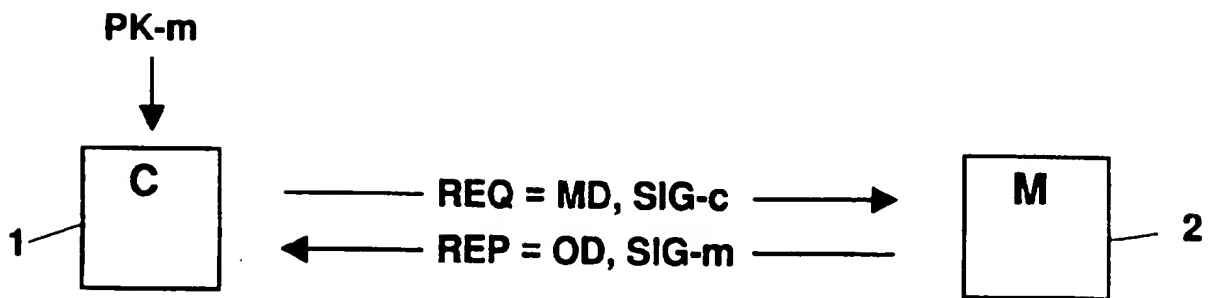 PK-m
C
REQ = MD, SIG-c
M
1
REP = OD, SIG-m
2